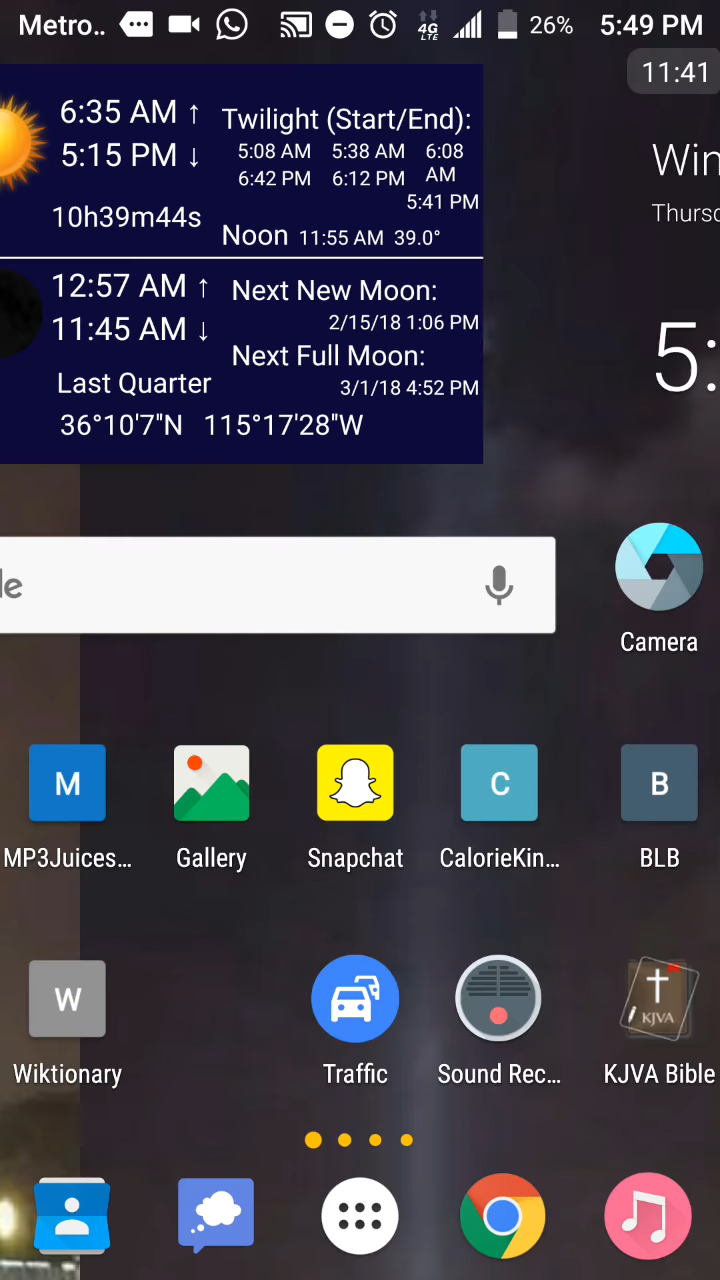 Metro.. 4G LTE 26% 5:49 PM
11:41
6:35 AM ↑
5:15 PM ↓
10h39m44s
Twilight (Start/End):
5:08 AM 5:38 AM 6:08 AM
6:42 PM 6:12 PM 5:41 PM
Noon 11:55 AM 39.0°
Win
Thursd
12:57 AM ↑
11:45 AM ↓
Last Quarter
Next New Moon:
2/15/18 1:06 PM
Next Full Moon:
3/1/18 4:52 PM
36°10'7"N 115°17'28"W
5:
le
Camera
M
C
B
MP3Juices... Gallery Snapchat CalorieKin... BLB
W
KJVA
Wiktionary Traffic Sound Rec... KJVA Bible